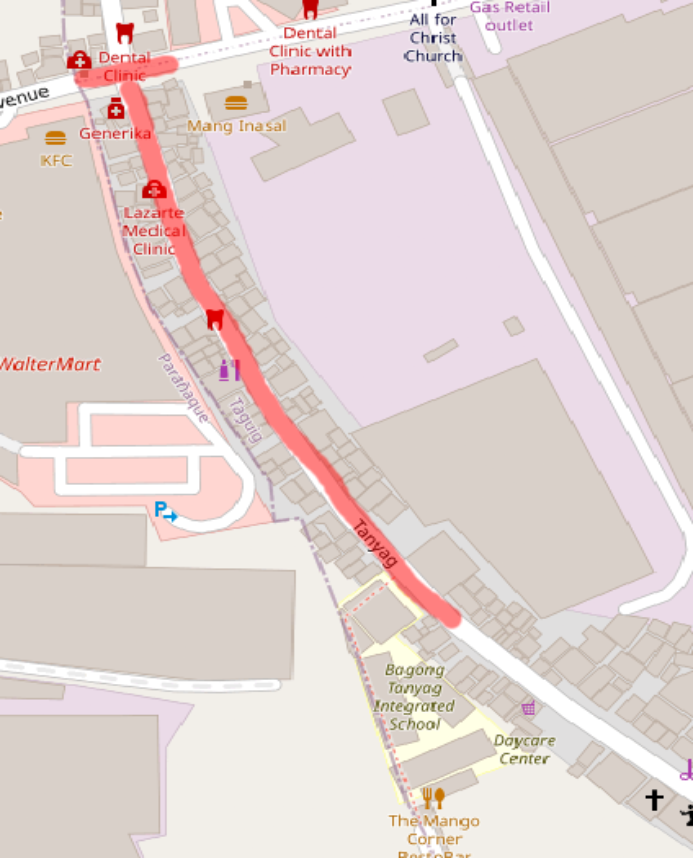 Gas Retail
outlet
All for
Christ
Church
Dental
Clinic with
Pharmacy
Dental
Clinic
venue
Generika
Mang Inasal
KFC
Lazarte
Medical
Clinic
WalterMart
Parañaque
Taguig
P
Tanyag
Bagong
Tanyag
Integrated
School
Daycare
Center
The Mango
Corner
RestoBar